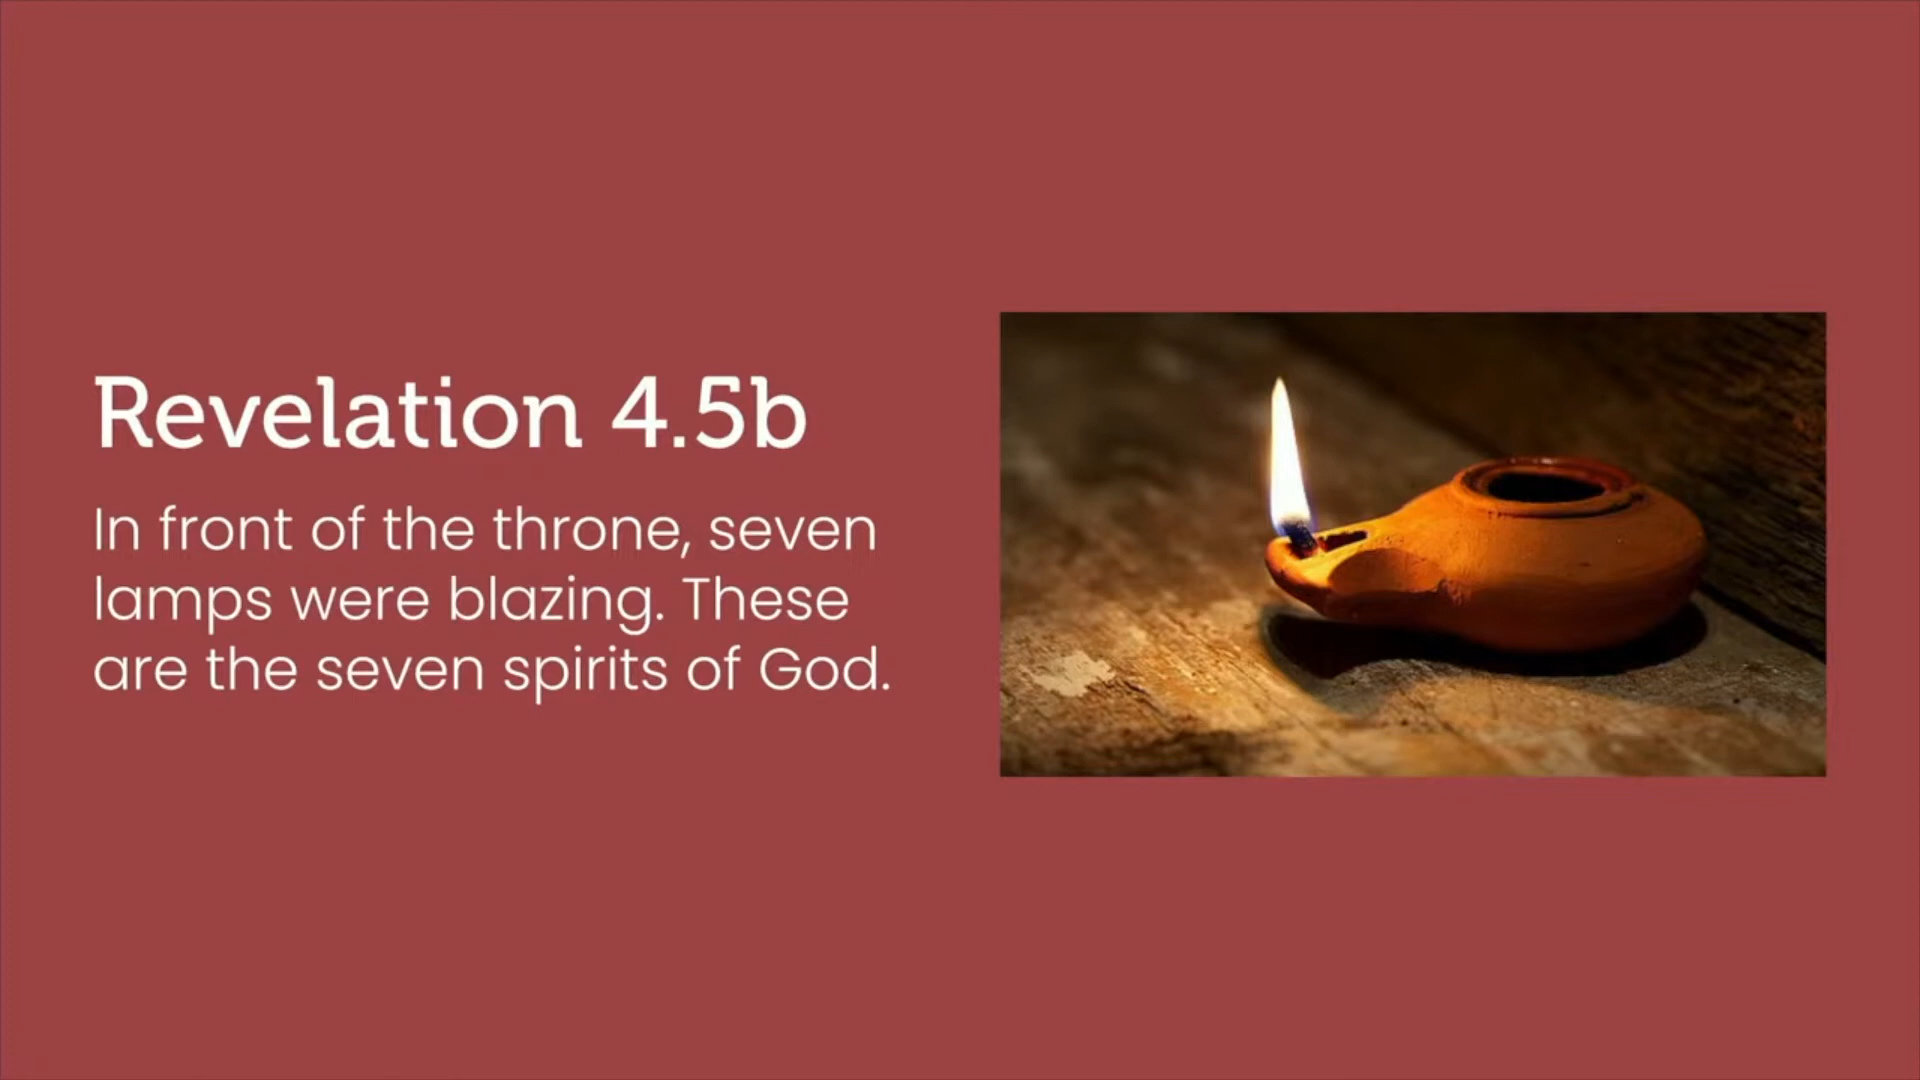 Revelation 4.5b
In front of the throne, seven
lamps were blazing. These
are the seven spirits of God.